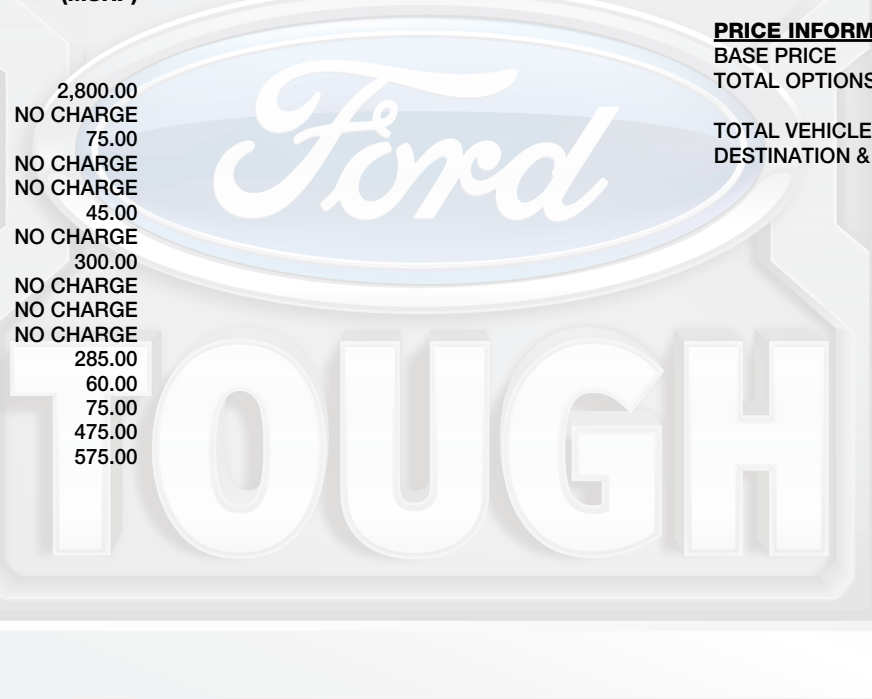 (MSRP)
2,800.00
NO CHARGE
75.00
NO CHARGE
NO CHARGE
45.00
NO CHARGE
300.00
NO CHARGE
NO CHARGE
NO CHARGE
285.00
60.00
75.00
475.00
575.00
PRICE INFORM
BASE PRICE
TOTAL OPTIONS
TOTAL VEHICLE
DESTINATION &
Ford
TOUGH